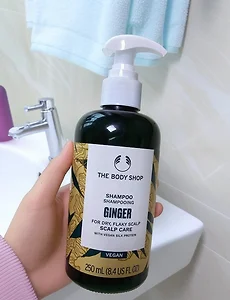 THE BODY SHOP
SHAMPOO
SHAMPOOING
GINGER
FOR DRY, FLAKY SCALP
SCALP CARE
WITH VEGAN SILK PROTEIN
VEGAN
250 mL (8.4 US FL OZ)